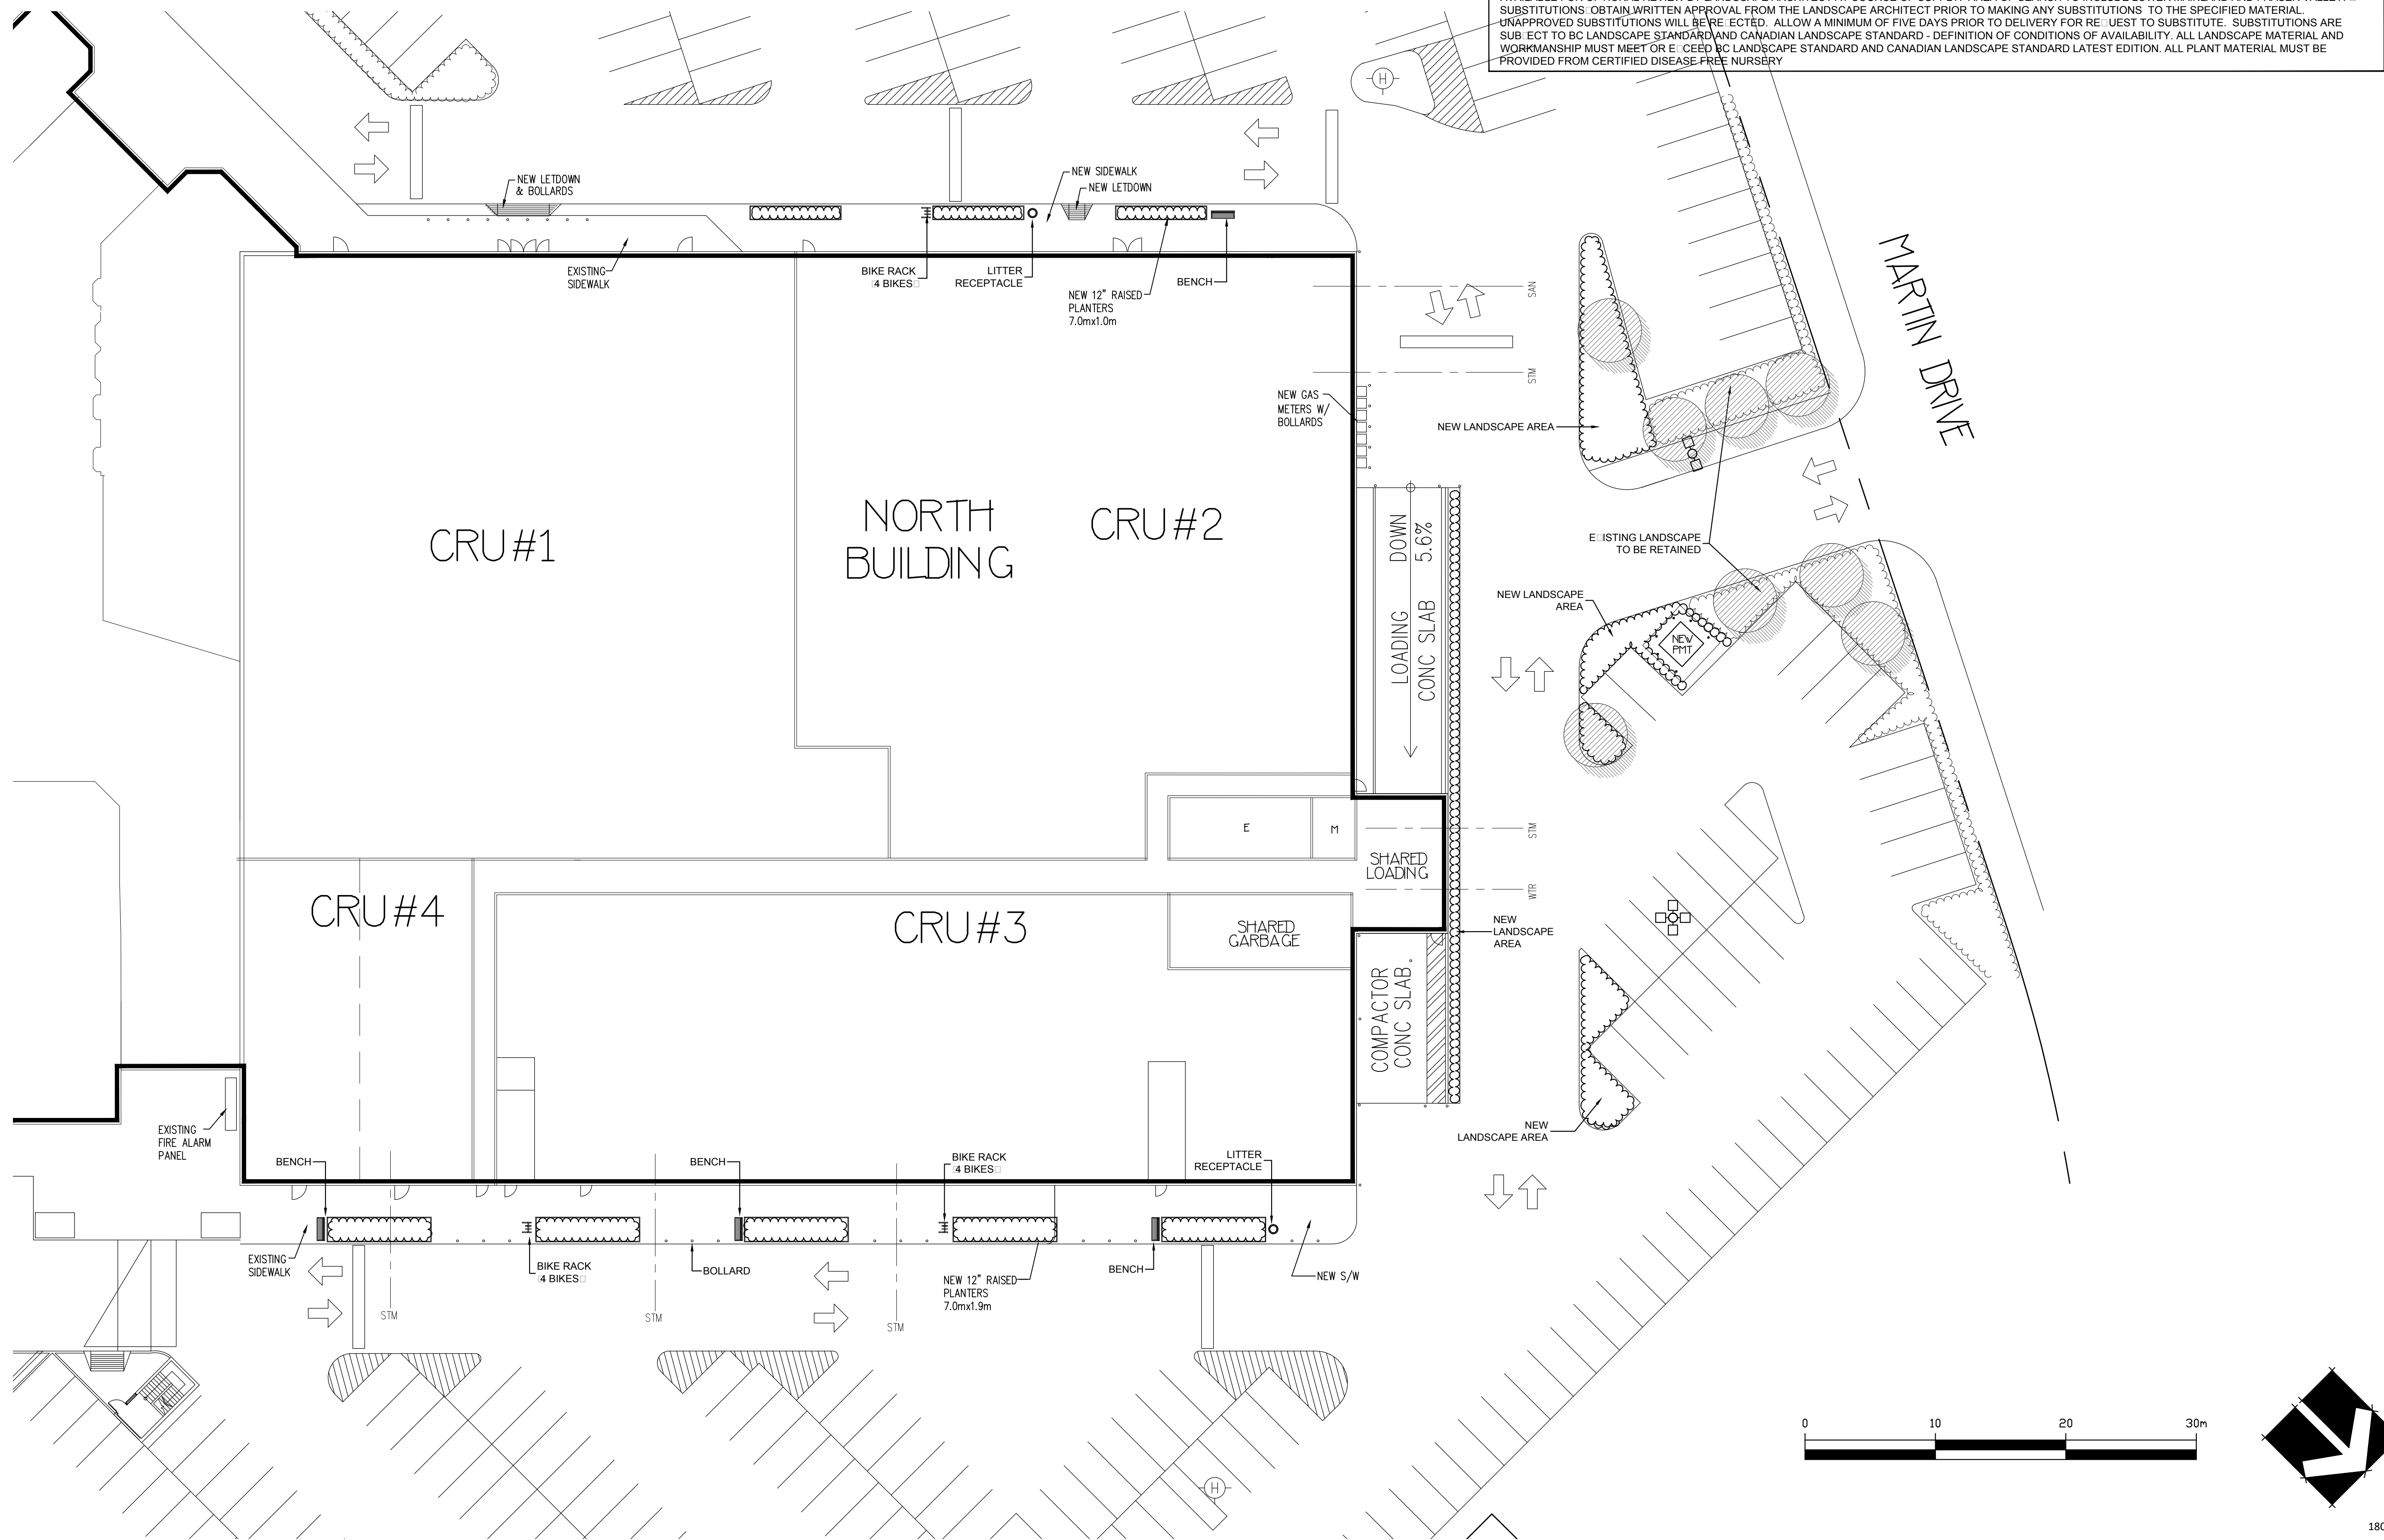 SUBSTITUTIONS□OBTAIN WRITTEN APPROVAL FROM THE LANDSCAPE ARCHITECT PRIOR TO MAKING ANY SUBSTITUTIONS TO THE SPECIFIED MATERIAL.
UNAPPROVED SUBSTITUTIONS WILL BE RE□ECTED. ALLOW A MINIMUM OF FIVE DAYS PRIOR TO DELIVERY FOR RE□UEST TO SUBSTITUTE. SUBSTITUTIONS ARE
SUB□ECT TO BC LANDSCAPE STANDARD AND CANADIAN LANDSCAPE STANDARD - DEFINITION OF CONDITIONS OF AVAILABILITY. ALL LANDSCAPE MATERIAL AND
WORKMANSHIP MUST MEET OR E□CEED BC LANDSCAPE STANDARD AND CANADIAN LANDSCAPE STANDARD LATEST EDITION. ALL PLANT MATERIAL MUST BE
PROVIDED FROM CERTIFIED DISEASE FREE NURSERY
H
NEW LETDOWN
& BOLLARDS
NEW SIDEWALK
NEW LETDOWN
EXISTING
SIDEWALK
BIKE RACK
□4 BIKES□
LITTER
RECEPTACLE
NEW 12" RAISED
PLANTERS
7.0mx1.0m
BENCH
SAN
STM
MARTIN DRIVE
NEW GAS
METERS W/
BOLLARDS
NEW LANDSCAPE AREA
CRU#1
NORTH
BUILDING
CRU#2
LOADING DOWN
CONC SLAB 5.6%
E□ISTING LANDSCAPE
TO BE RETAINED
NEW LANDSCAPE
AREA
NEW
PMT
E
M
STM
SHARED
LOADING
WTR
CRU#4
CRU#3
SHARED
GARBAGE
NEW
LANDSCAPE
AREA
COMPACTOR
CONC SLAB.
EXISTING
FIRE ALARM
PANEL
NEW
LANDSCAPE AREA
BENCH
BENCH
BIKE RACK
□4 BIKES□
LITTER
RECEPTACLE
EXISTING
SIDEWALK
BIKE RACK
□4 BIKES□
BOLLARD
NEW 12" RAISED
PLANTERS
7.0mx1.9m
BENCH
NEW S/W
STM
STM
STM
H
0 10 20 30m
180